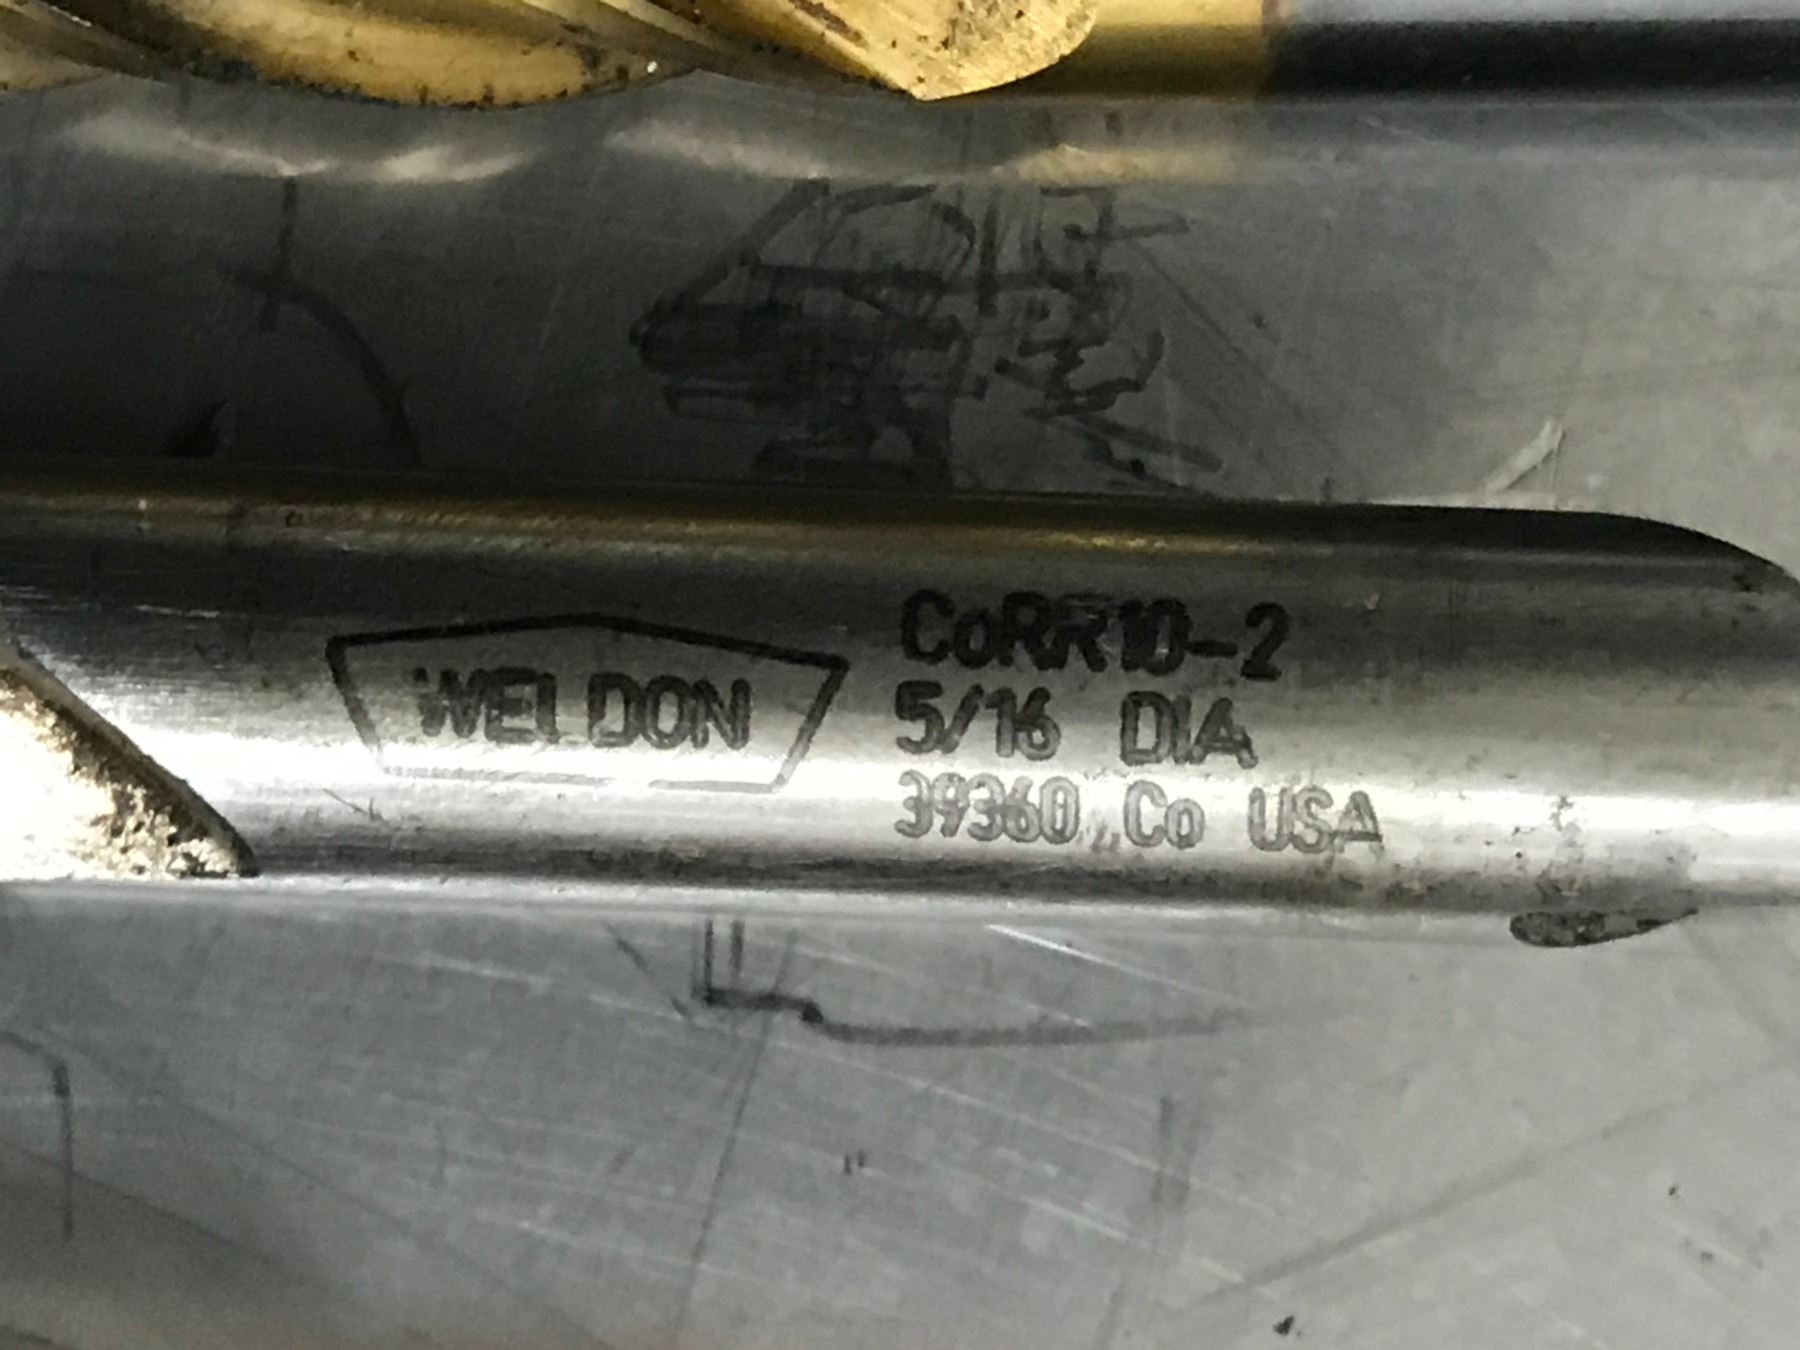 WELDON
CoRR10-2
5/16 DIA
39360 Co USA